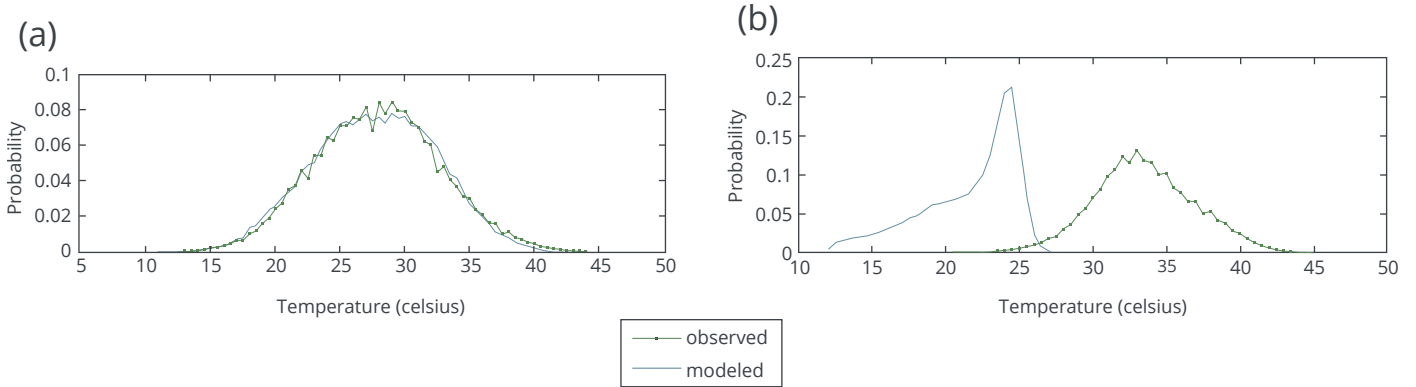 (a)
0.1
0.08
0.06
0.04
0.02
0
Probability
5 15 20 25 30 35 40 45 50
Temperature (celsius)
(b)
0.25
0.2
0.15
0.1
0.05
0
Probability
10 15 20 25 30 35 40 45 50
Temperature (celsius)
observed
modeled